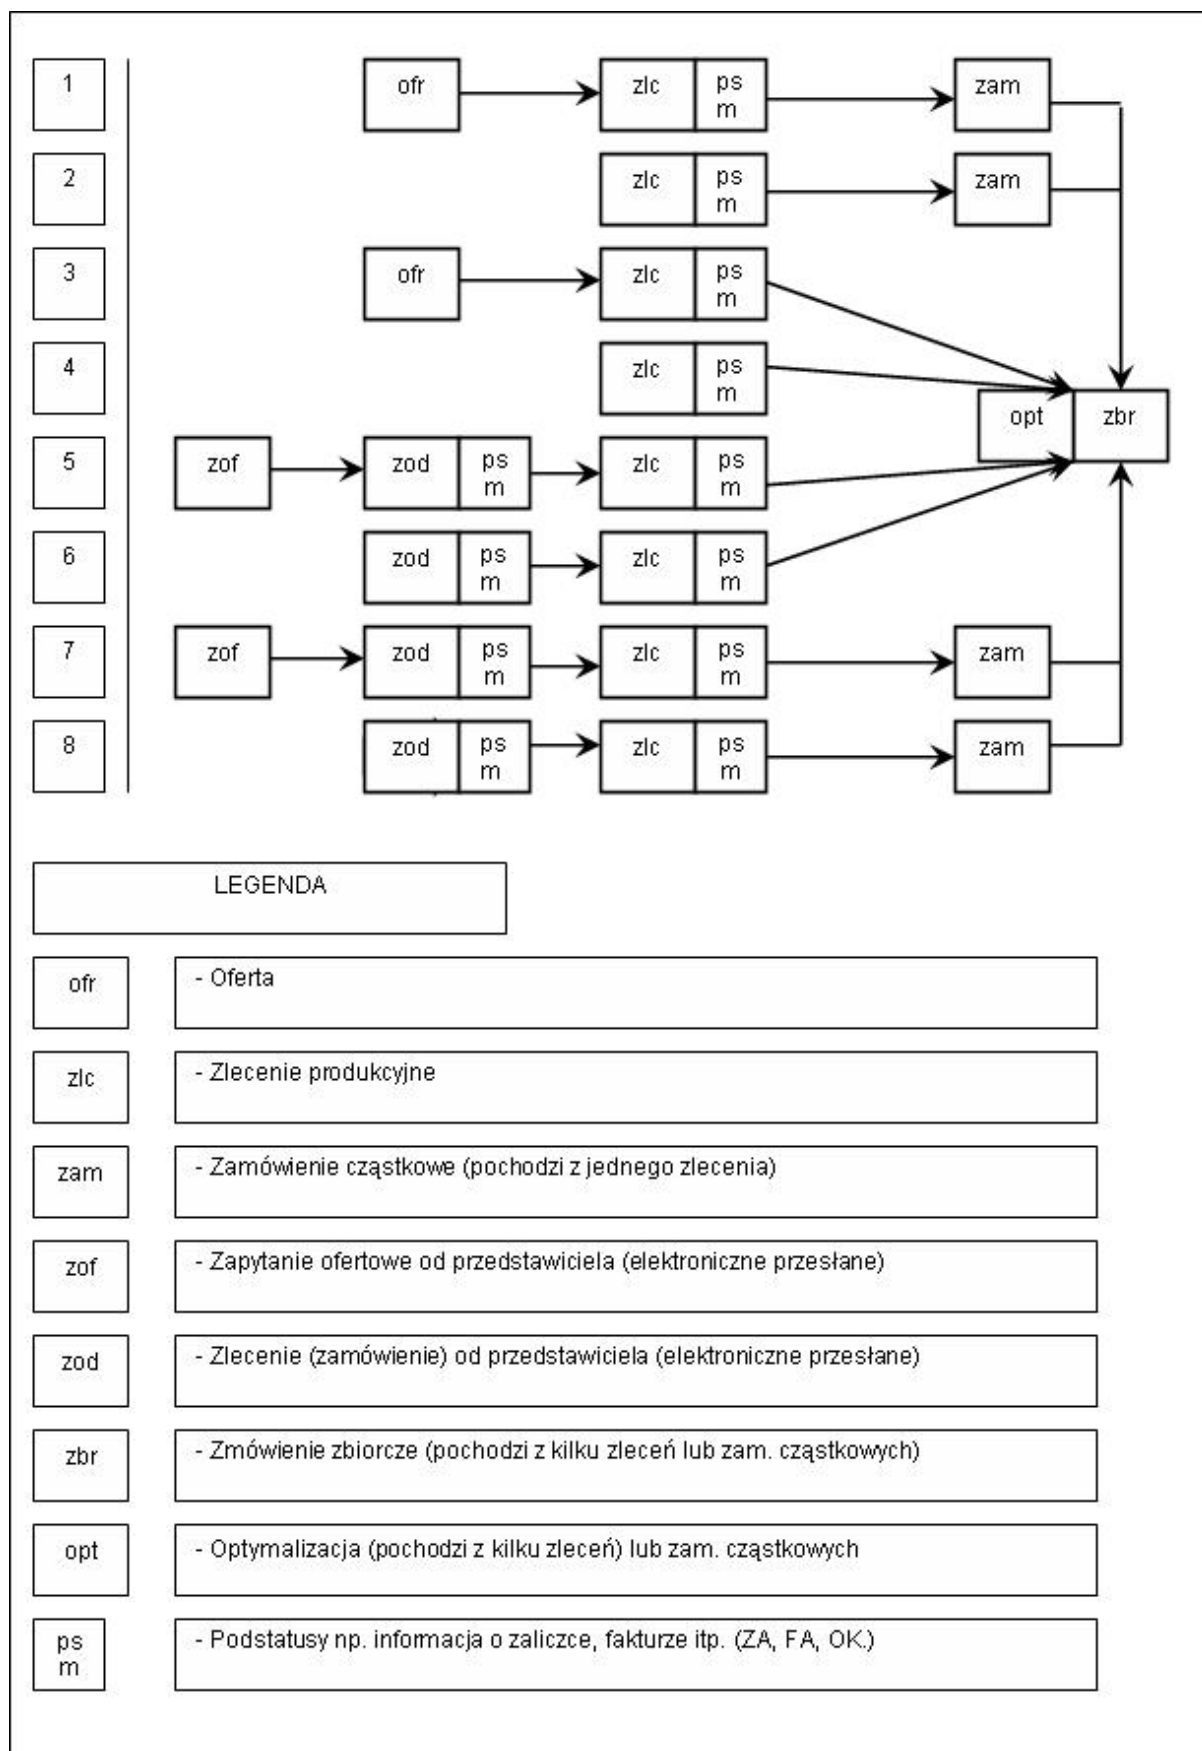 1 ofr zlc ps m zam
2 zlc ps m zam
3 ofr zlc ps m
4 zlc ps m
opt zbr
5 zof zod ps m zlc ps m
6 zod ps m zlc ps m
7 zof zod ps m zlc ps m zam
8 zod ps m zlc ps m zam
LEGENDA
ofr - Oferta
zlc - Zlecenie produkcyjne
zam - Zamówienie cząstkowe (pochodzi z jednego zlecenia)
zof - Zapytanie ofertowe od przedstawiciela (elektroniczne przesłane)
zod - Zlecenie (zamówienie) od przedstawiciela (elektroniczne przesłane)
zbr - Zmówienie zbiorcze (pochodzi z kilku zleceń lub zam. cząstkowych)
opt - Optymalizacja (pochodzi z kilku zleceń) lub zam. cząstkowych
ps m - Podstatusy np. informacja o zaliczce, fakturze itp. (ZA, FA, OK.)